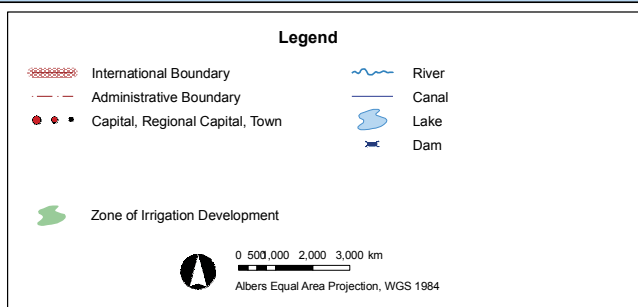 Legend
International Boundary
Administrative Boundary
Capital, Regional Capital, Town
River
Canal
Lake
Dam
Zone of Irrigation Development
0 500 1,000 2,000 3,000 km
Albers Equal Area Projection, WGS 1984